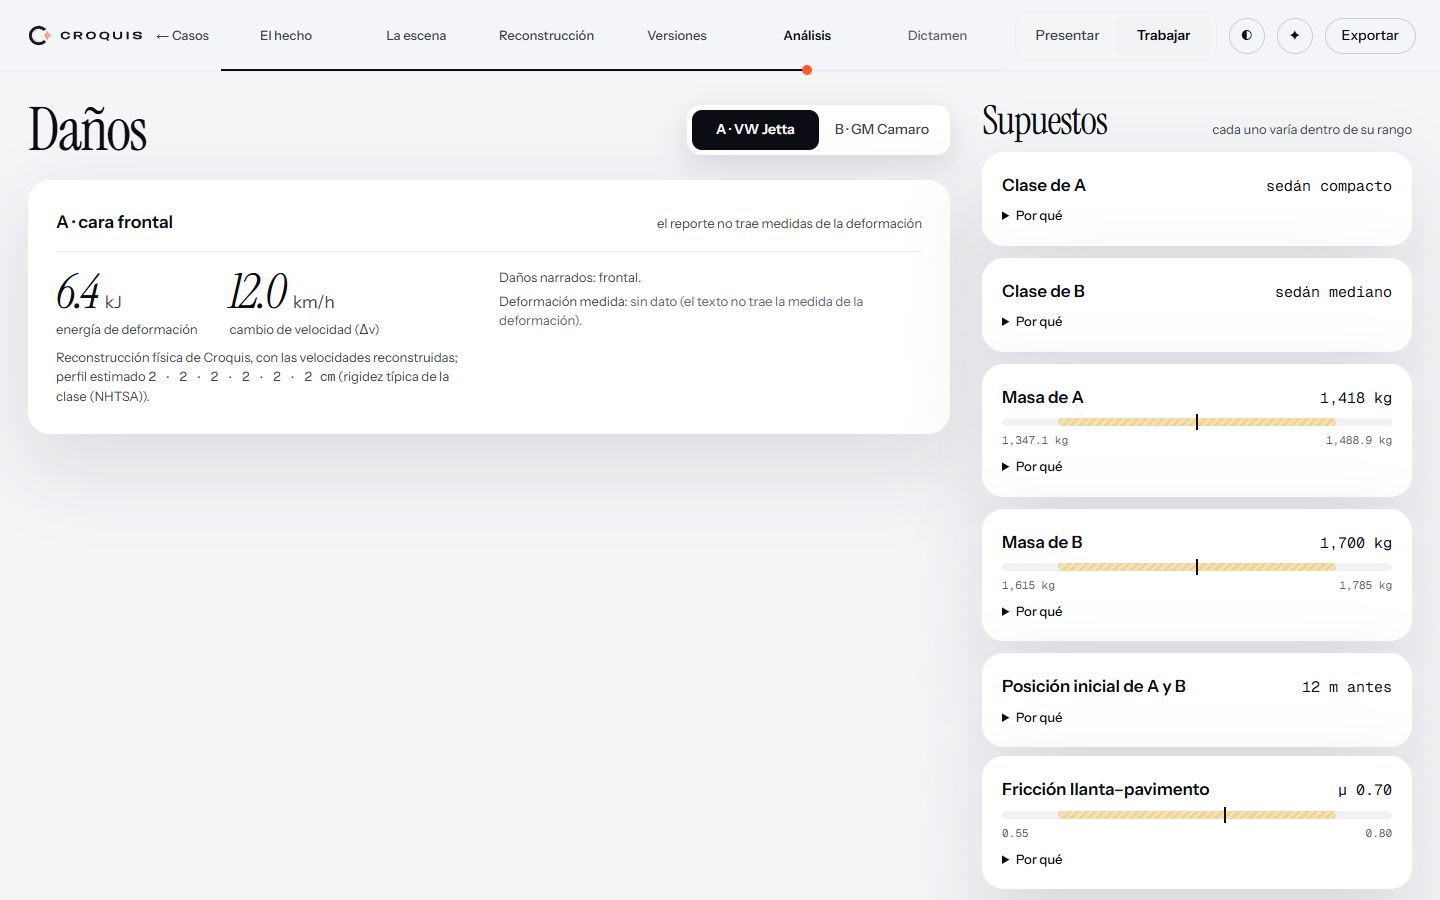 CROQUIS
← Casos
El hecho
La escena
Reconstrucción
Versiones
Análisis
Dictamen
Presentar
Trabajar
Exportar
Daños
A · VW Jetta
B · GM Camaro
A · cara frontal
el reporte no trae medidas de la deformación
6.4 kJ
energía de deformación
12.0 km/h
cambio de velocidad (Δv)
Reconstrucción física de Croquis, con las velocidades reconstruidas;
perfil estimado 2 · 2 · 2 · 2 · 2 · 2 cm (rigidez típica de la
clase (NHTSA)).
Daños narrados: frontal.
Deformación medida: sin dato (el texto no trae la medida de la
deformación).
Supuestos
cada uno varía dentro de su rango
Clase de A
sedán compacto
▶ Por qué
Clase de B
sedán mediano
▶ Por qué
Masa de A
1,418 kg
1,347.1 kg
1,488.9 kg
▶ Por qué
Masa de B
1,700 kg
1,615 kg
1,785 kg
▶ Por qué
Posición inicial de A y B
12 m antes
▶ Por qué
Fricción llanta–pavimento
µ 0.70
0.55
0.80
▶ Por qué